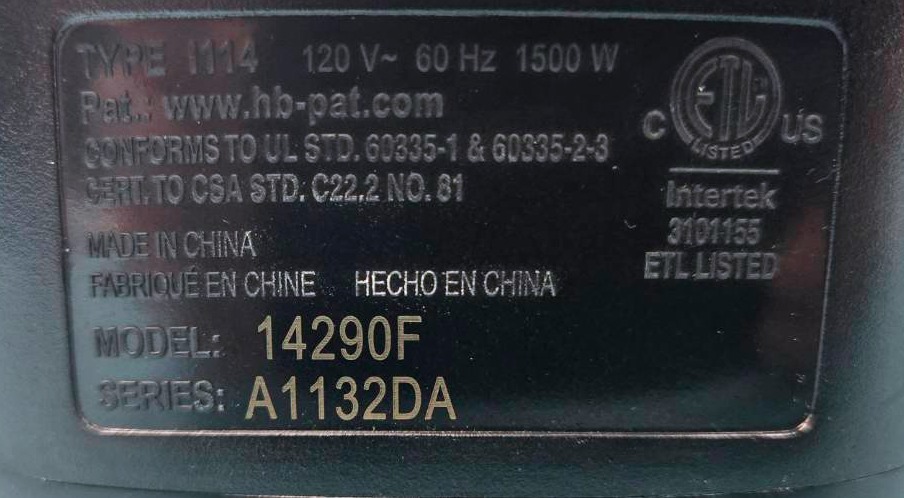 TYPE I114 120 V~ 60 Hz 1500 W
Pat.: www.hb-pat.com
CONFORMS TO UL STD. 60335-1 & 60335-2-3
CERT. TO CSA STD. C22.2 NO. 81
MADE IN CHINA
FABRIQUÉ EN CHINE HECHO EN CHINA
MODEL: 14290F
SERIES: A1132DA
C ETL US
LISTED
Intertek
3101155
ETL LISTED